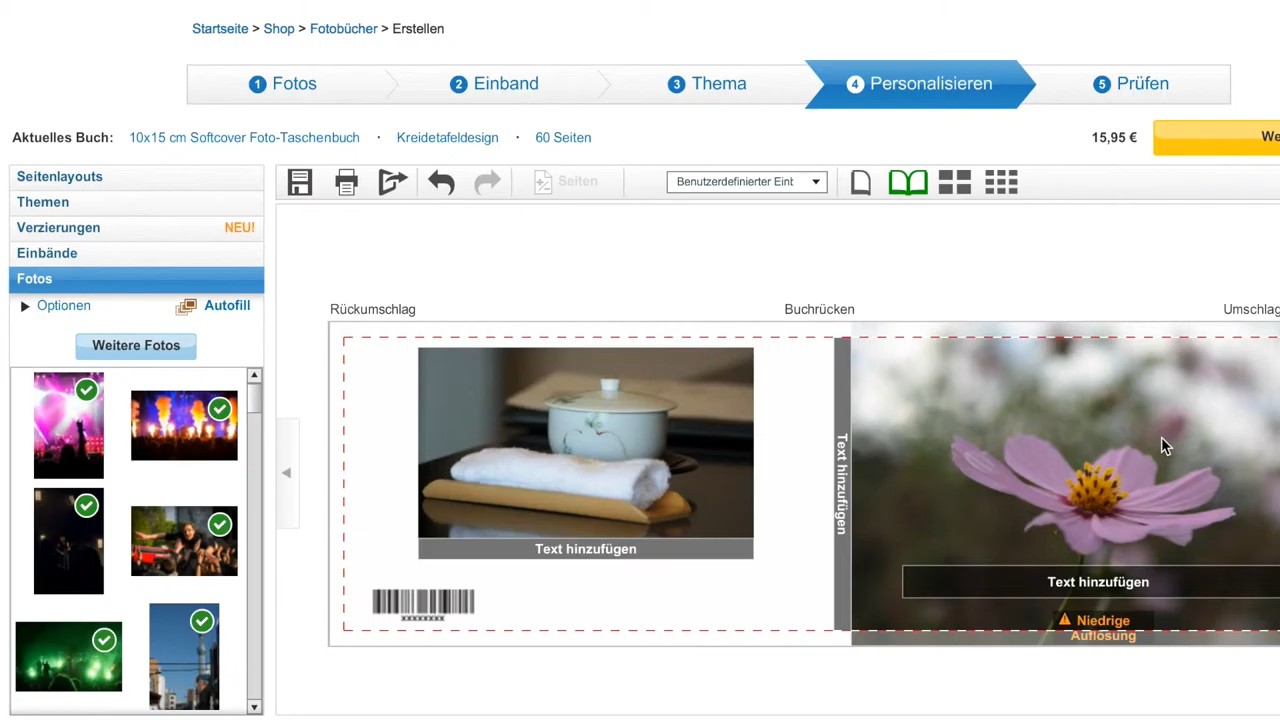 Startseite > Shop > Fotobücher > Erstellen
1 Fotos
2 Einband
3 Thema
4 Personalisieren
5 Prüfen
Aktuelles Buch: 10x15 cm Softcover Foto-Taschenbuch · Kreidetafeldesign · 60 Seiten
15,95 €
We
Seitenlayouts
Themen
Verzierungen NEU!
Einbände
Fotos
Optionen
Autofill
Weitere Fotos
Seiten
Benutzerdefinierter Eint
Rückumschlag
Buchrücken
Umschlag
Text hinzufügen
Text hinzufügen
Text hinzufügen
Niedrige
Auflösung
XXXXXXXX